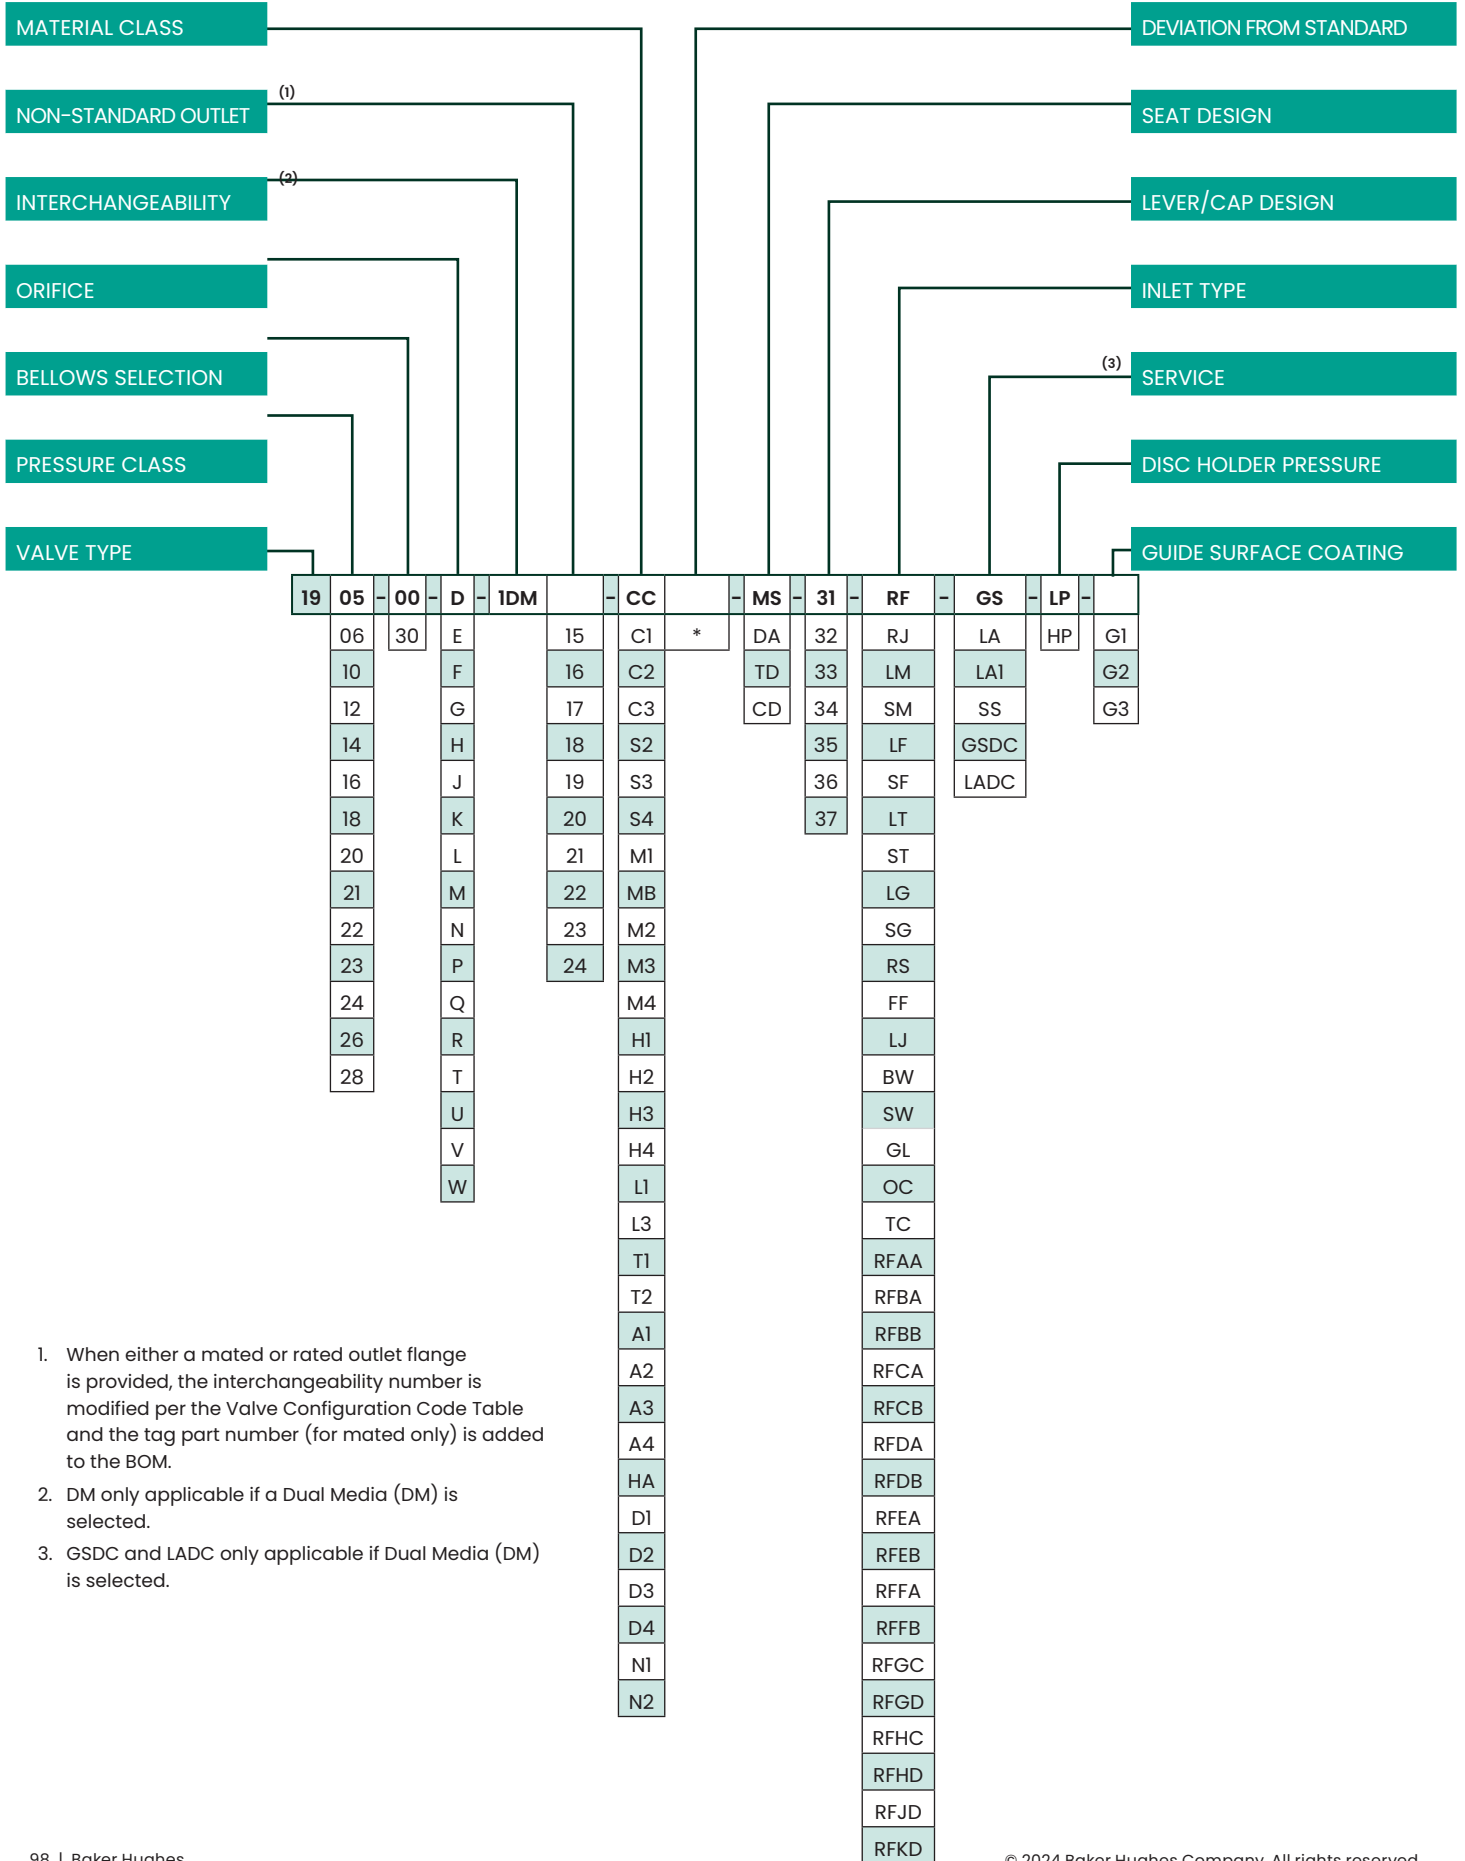 MATERIAL CLASS
DEVIATION FROM STANDARD
(1)
NON-STANDARD OUTLET
SEAT DESIGN
(2)
INTERCHANGEABILITY
LEVER/CAP DESIGN
ORIFICE
INLET TYPE
BELLOWS SELECTION
(3)
SERVICE
PRESSURE CLASS
DISC HOLDER PRESSURE
VALVE TYPE
GUIDE SURFACE COATING
19 05 - 00 - D - 1DM - CC - MS - 31 - RF - GS - LP -
06 30 E 15 C1 * DA 32 RJ LA HP G1
10 F 16 C2 TD 33 LM LA1 G2
12 G 17 C3 CD 34 SM SS G3
14 H 18 S2 35 LF GSDC
16 J 19 S3 36 SF LADC
18 K 20 S4 37 LT
20 L 21 M1 ST
21 M 22 MB LG
22 N 23 M2 SG
23 P 24 M3 RS
24 Q M4 FF
26 R H1 LJ
28 T H2 BW
U H3 SW
V H4 GL
W L1 OC
L3 TC
T1 RFAA
T2 RFBA
A1 RFBB
A2 RFCA
A3 RFCB
A4 RFDA
HA RFDB
D1 RFEA
D2 RFEB
D3 RFFA
D4 RFFB
N1 RFGC
N2 RFGD
RFHC
RFHD
RFJD
RFKD
1. When either a mated or rated outlet flange
is provided, the interchangeability number is
modified per the Valve Configuration Code Table
and the tag part number (for mated only) is added
to the BOM.
2. DM only applicable if a Dual Media (DM) is
selected.
3. GSDC and LADC only applicable if Dual Media (DM)
is selected.
98 | Baker Hughes
© 2024 Baker Hughes Company. All rights reserved.